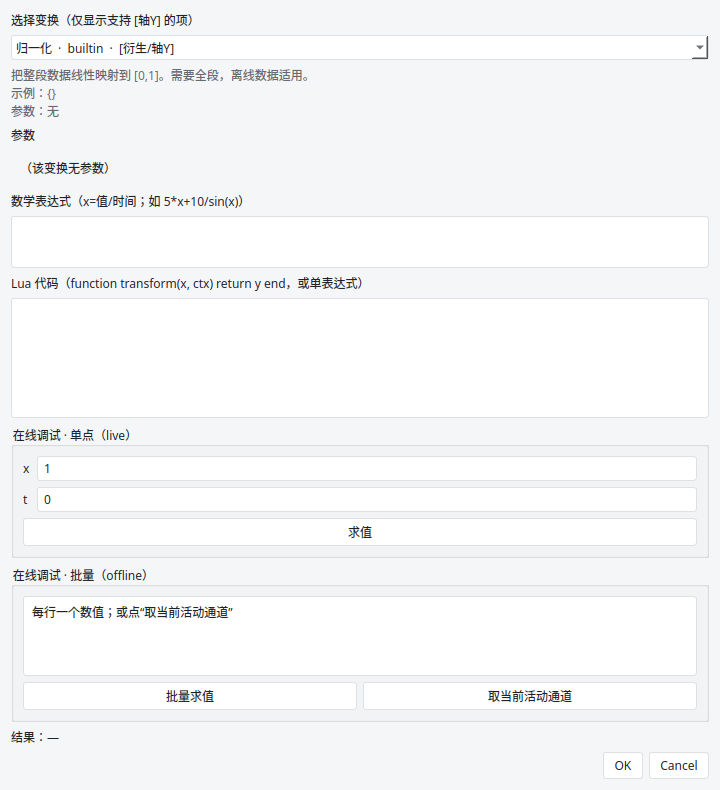 选择变换（仅显示支持 [轴Y] 的项）
归一化 · builtin · [衍生/轴Y]
把整段数据线性映射到 [0,1]。需要全段，离线数据适用。
示例：{}
参数：无
参数
（该变换无参数）
数学表达式（x=值/时间；如 5*x+10/sin(x)）
Lua 代码（function transform(x, ctx) return y end，或单表达式）
在线调试 · 单点（live）
x 1
t 0
求值
在线调试 · 批量（offline）
每行一个数值；或点“取当前活动通道”
批量求值 取当前活动通道
结果：—
OK Cancel